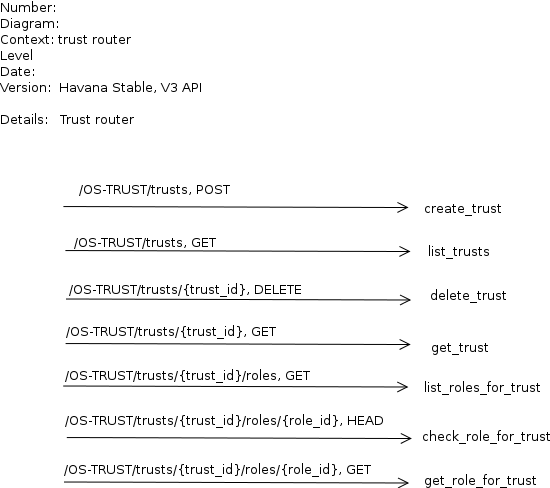 Number:
Diagram:
Context: trust router
Level
Date:
Version: Havana Stable, V3 API
Details: Trust router
/OS-TRUST/trusts, POST
create_trust
/OS-TRUST/trusts, GET
list_trusts
/OS-TRUST/trusts/{trust_id}, DELETE
delete_trust
/OS-TRUST/trusts/{trust_id}, GET
get_trust
/OS-TRUST/trusts/{trust_id}/roles, GET
list_roles_for_trust
/OS-TRUST/trusts/{trust_id}/roles/{role_id}, HEAD
check_role_for_trust
/OS-TRUST/trusts/{trust_id}/roles/{role_id}, GET
get_role_for_trust